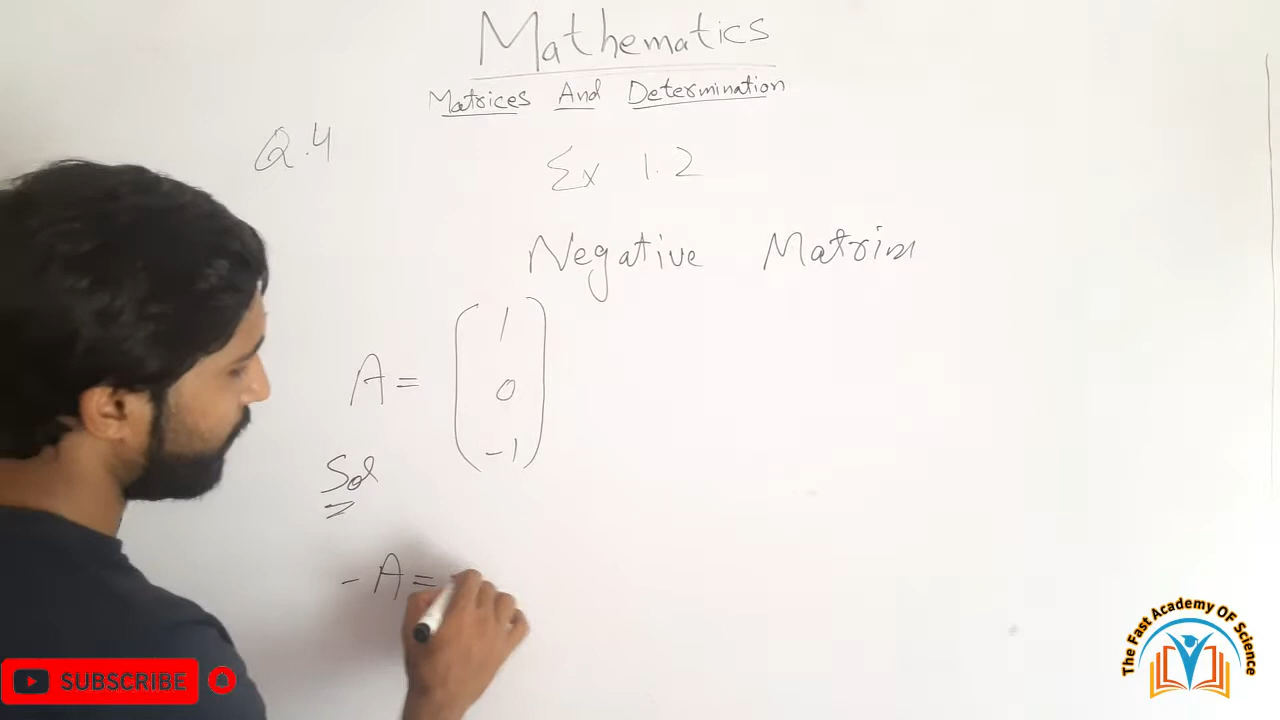 Mathematics
Matrices And Determination
Q.4
Ex 1.2
Negative Matrix
A = 
1
0
-1
Sol
- A =
SUBSCRIBE
The Fast Academy OF Science